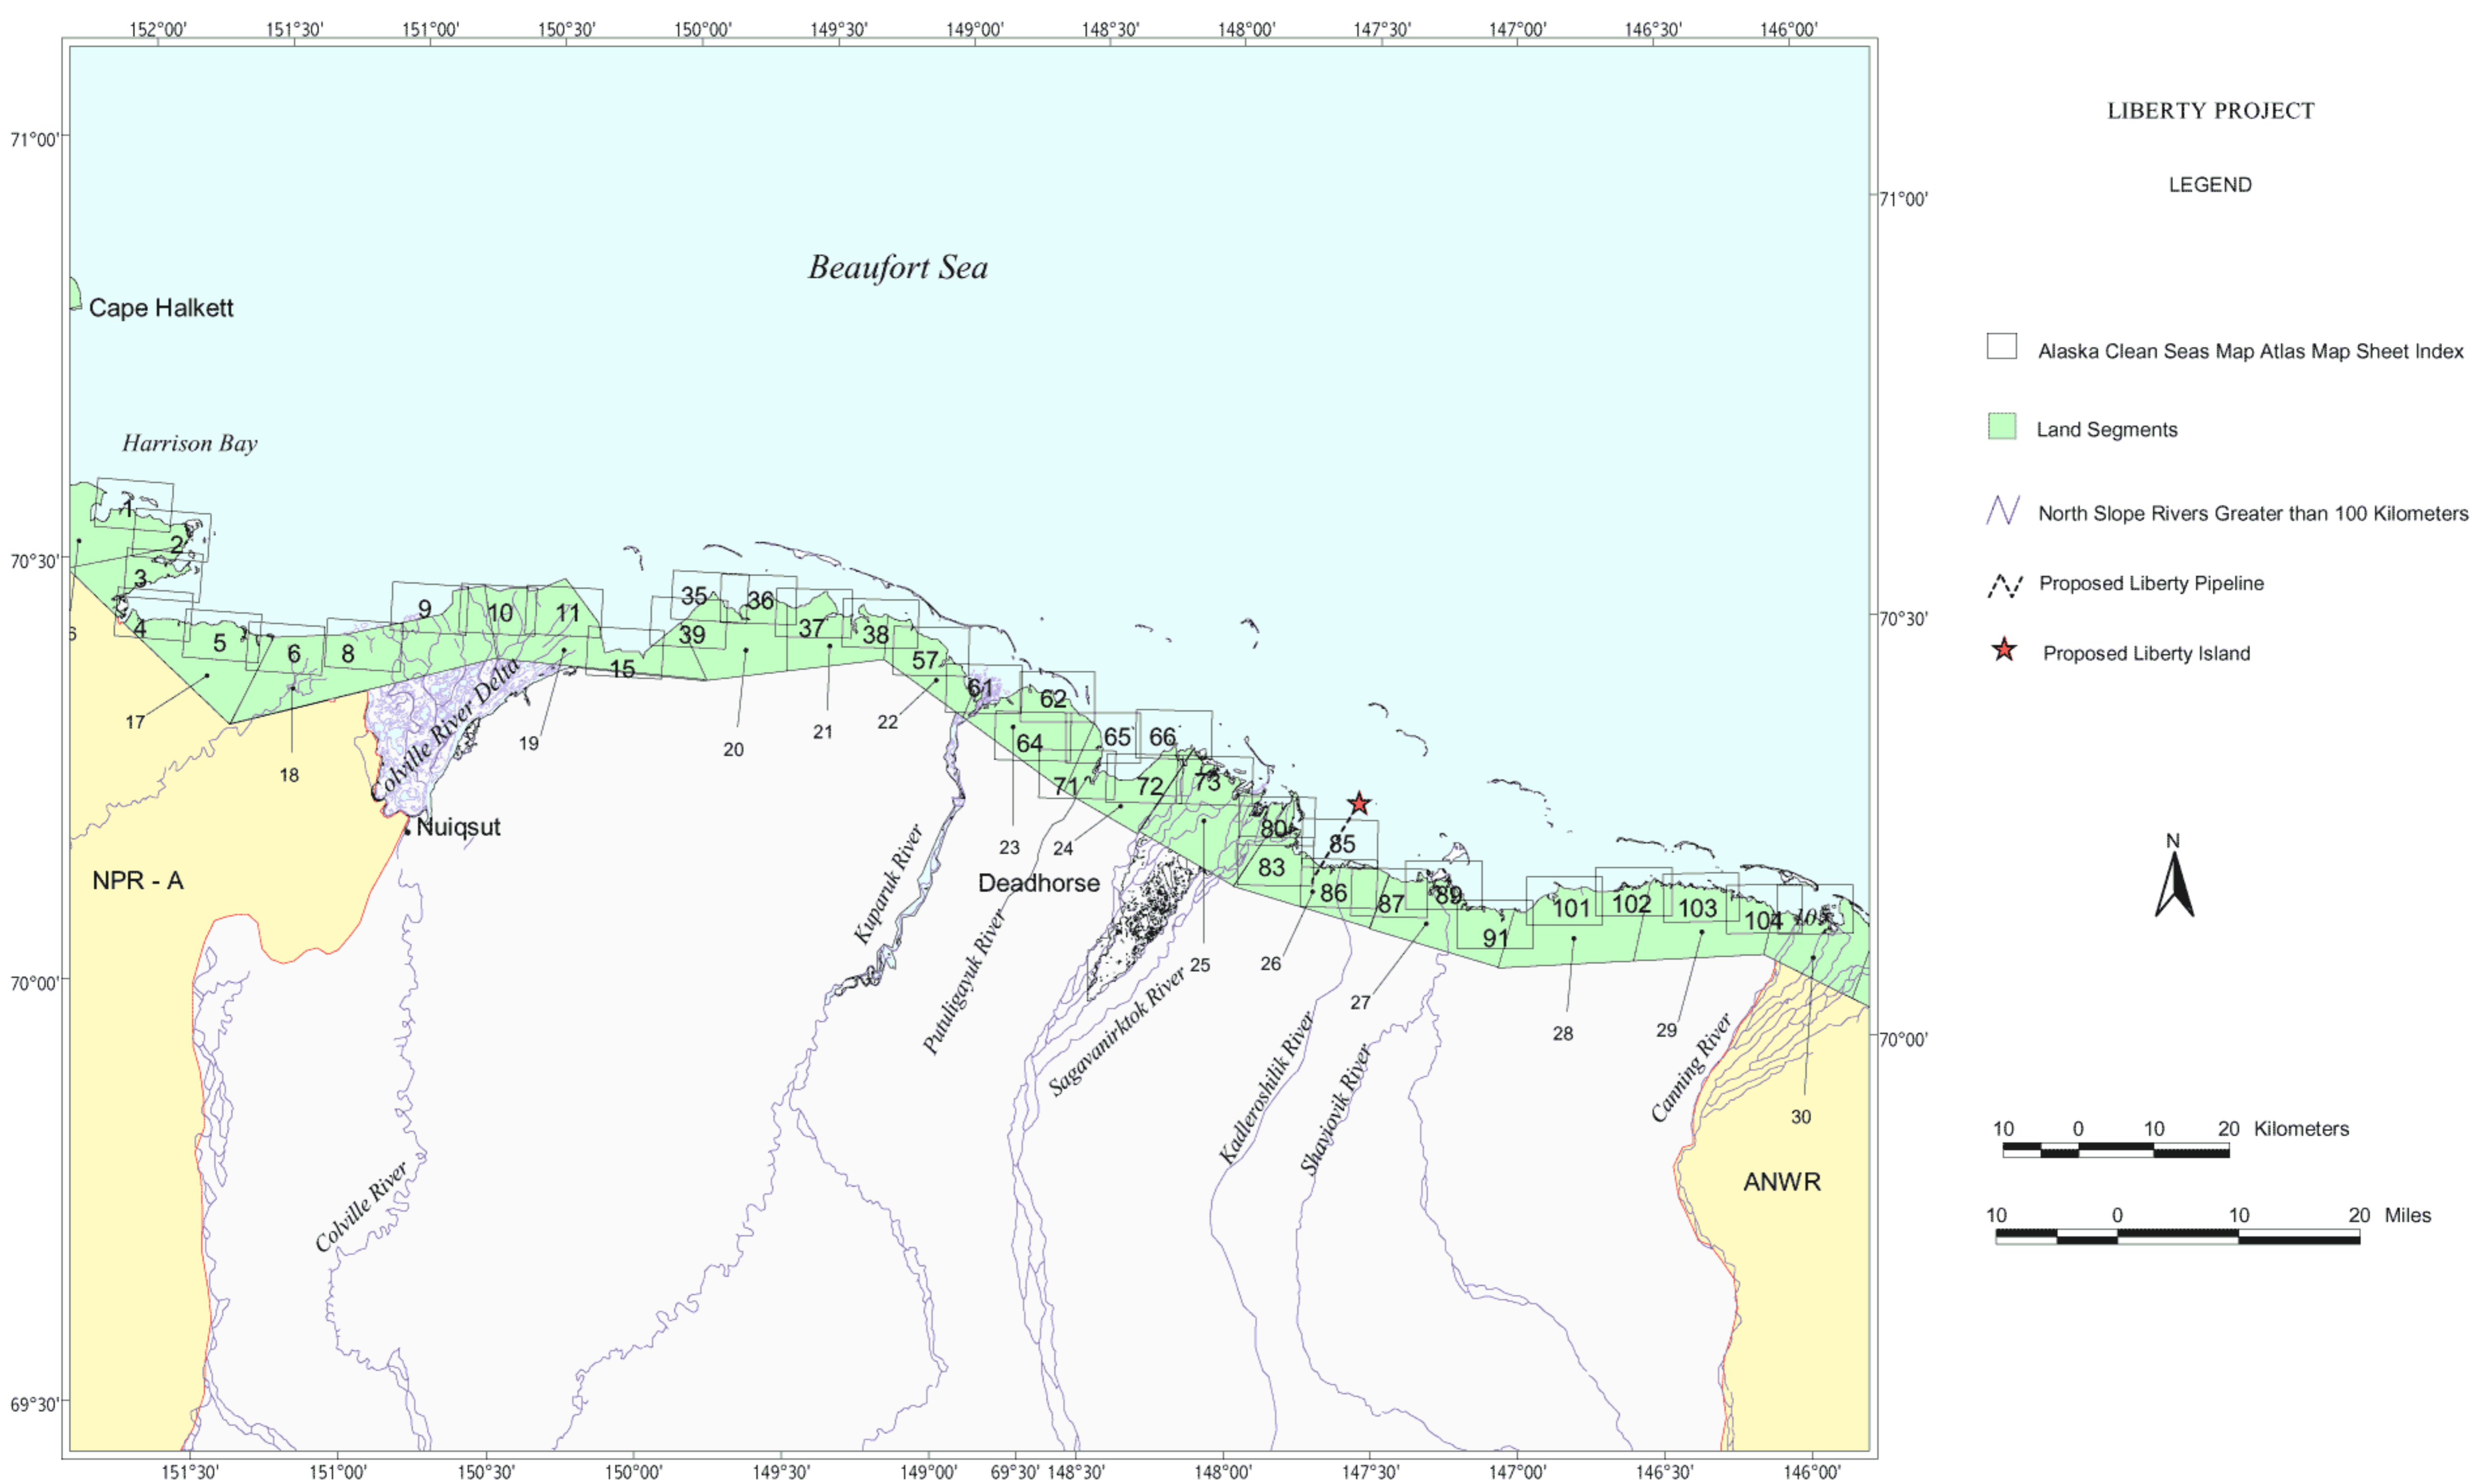 152°00' 151°30' 151°00' 150°30' 150°00' 149°30' 149°00' 148°30' 148°00' 147°30' 147°00' 146°30' 146°00'
LIBERTY PROJECT
71°00'
LEGEND
71°00'
Beaufort Sea
Cape Halkett
Alaska Clean Seas Map Atlas Map Sheet Index
Land Segments
Harrison Bay
North Slope Rivers Greater than 100 Kilometers
Proposed Liberty Pipeline
Proposed Liberty Island
70°30'
70°30'
1
2
3
4
5
6
8
9
10
11
15
35
36
39
37
38
57
61
62
64
65
66
71
72
73
80
83
85
86
87
89
91
101
102
103
104
17
18
19
20
21
22
23
24
25
26
27
28
29
30
Colville River Delta
Nuiqsut
NPR - A
Kuparuk River
Deadhorse
Putuligayuk River
Sagavanirktok River
Kadleroshilik River
Shaviovik River
Canning River
Colville River
ANWR
N
70°00'
70°00'
10 0 10 20 Kilometers
10 0 10 20 Miles
69°30'
151°30' 151°00' 150°30' 150°00' 149°30' 149°00' 69°30' 148°30' 148°00' 147°30' 147°00' 146°30' 146°00'